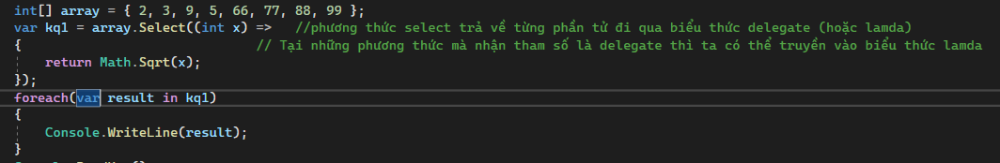 int[] array = { 2, 3, 9, 5, 66, 77, 88, 99 };
var kq1 = array.Select((int x) => //phương thức select trả về từng phần tử đi qua biểu thức delegate (hoặc lamda)
{ // Tại những phương thức mà nhận tham số là delegate thì ta có thể truyền vào biểu thức lamda
return Math.Sqrt(x);
});
foreach(var result in kq1)
{
Console.WriteLine(result);
}